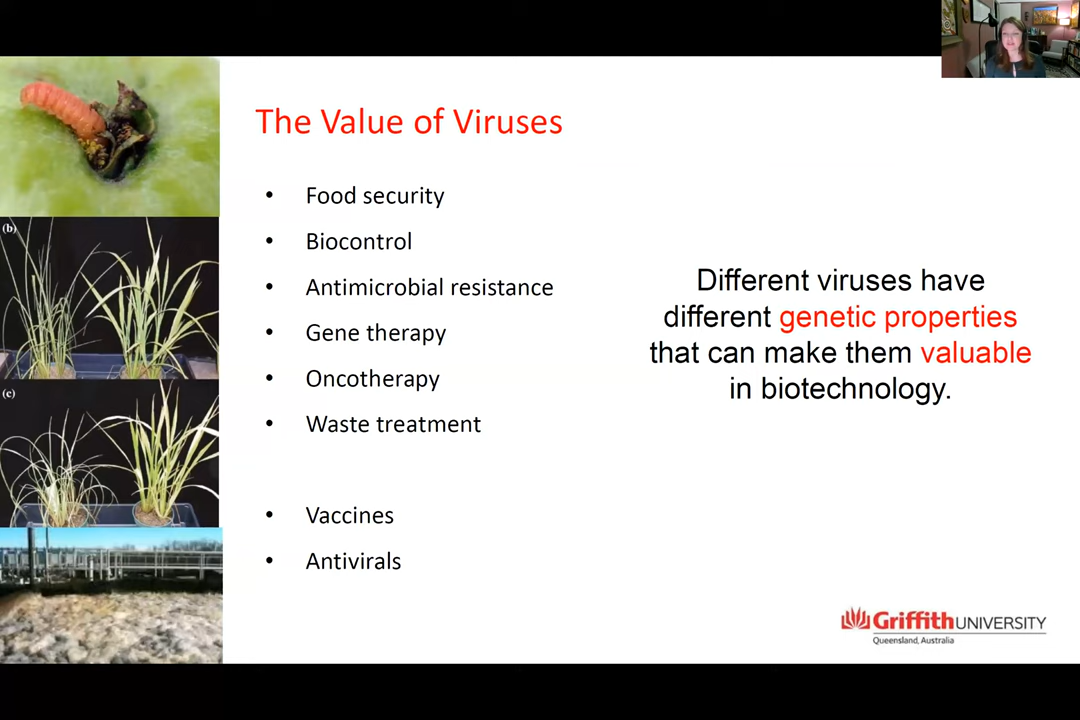 The Value of Viruses
• Food security
• Biocontrol
• Antimicrobial resistance
• Gene therapy
• Oncotherapy
• Waste treatment
• Vaccines
• Antivirals
Different viruses have
different genetic properties
that can make them valuable
in biotechnology.
(b)
(c)
Griffith UNIVERSITY
Queensland, Australia